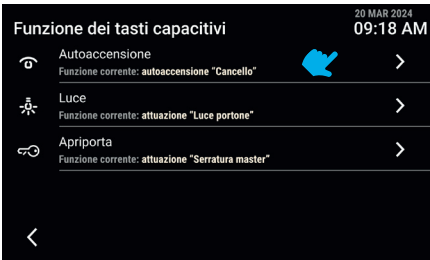 20 MAR 2024
Funzione dei tasti capacitivi
09:18 AM
Autoaccensione
Funzione corrente: autoaccensione “Cancello”
Luce
Funzione corrente: attuazione “Luce portone”
Apriporta
Funzione corrente: attuazione “Serratura master”